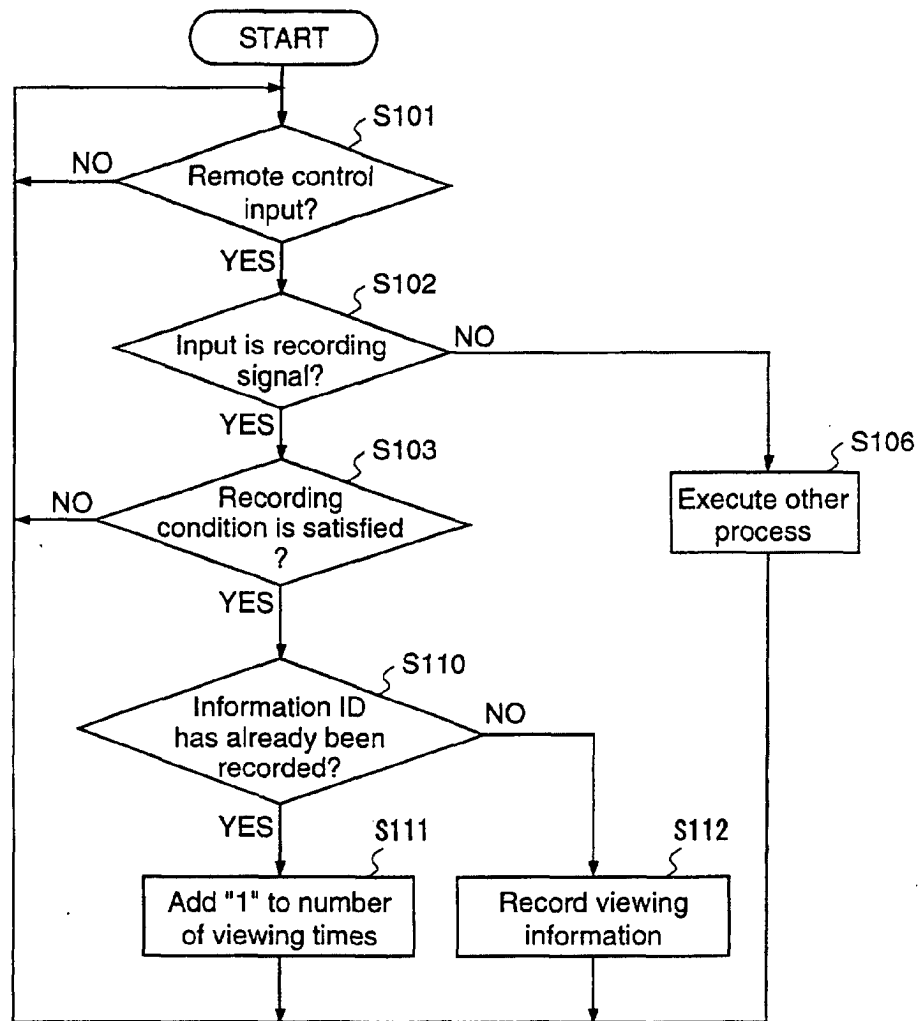 START
S101
NO
Remote control
input?
YES
S102
NO
Input is recording
signal?
YES
S103
S106
NO
Recording
condition is satisfied
?
Execute other
process
YES
S110
Information ID
has already been
recorded?
NO
YES
S111
S112
Add "1" to number
of viewing times
Record viewing
information